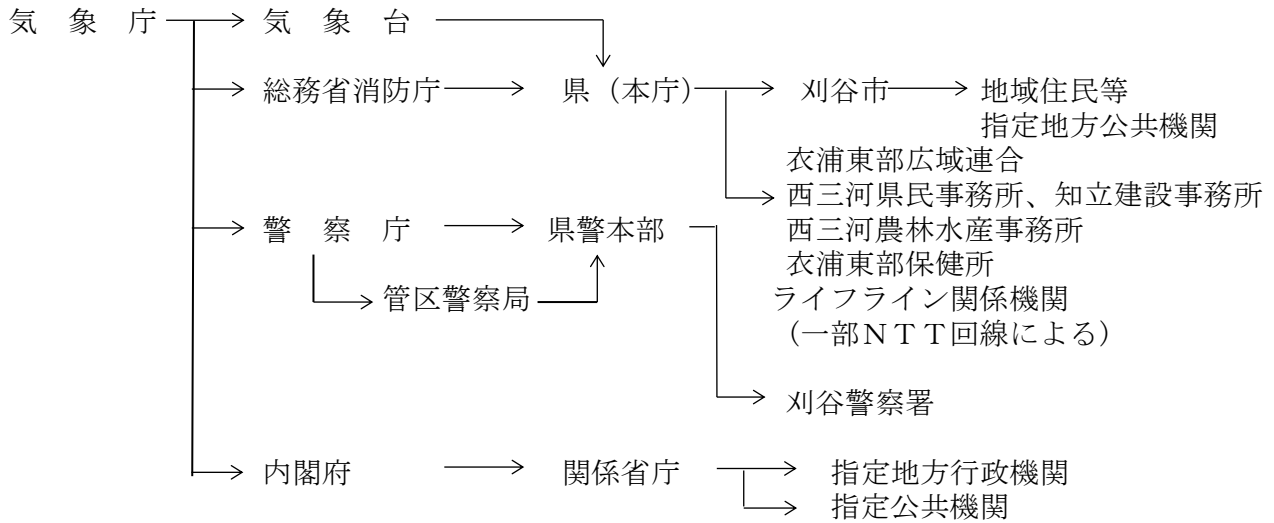 気象庁 気象台
総務省消防庁 県（本庁） 刈谷市 地域住民等
指定地方公共機関
衣浦東部広域連合
西三河県民事務所、知立建設事務所
警察庁 県警本部 西三河農林水産事務所
衣浦東部保健所
管区警察局 ライフライン関係機関
（一部ＮＴＴ回線による）
刈谷警察署
内閣府 関係省庁 指定地方行政機関
指定公共機関